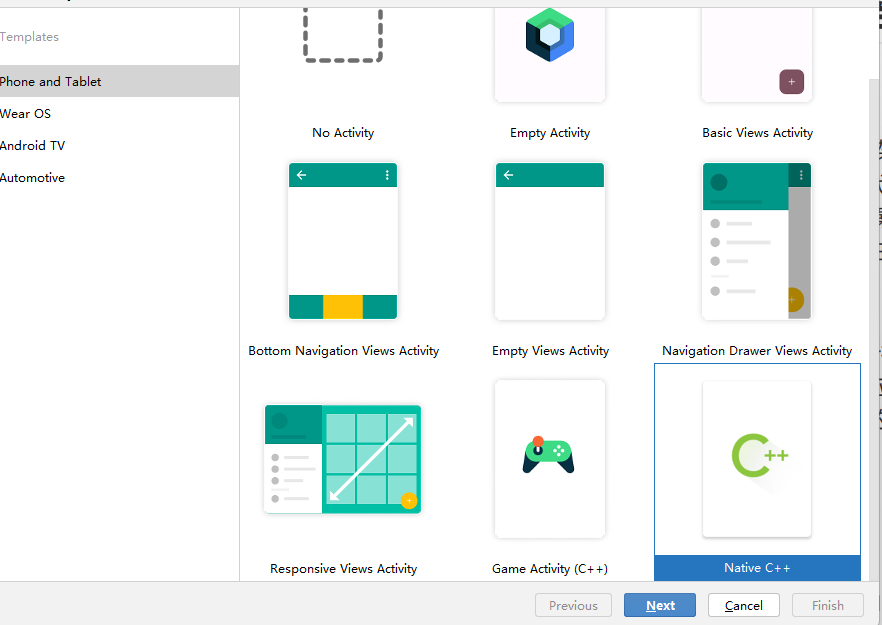 Templates
Phone and Tablet
Wear OS
Android TV
Automotive
No Activity
Empty Activity
Basic Views Activity
Bottom Navigation Views Activity
Empty Views Activity
Navigation Drawer Views Activity
Responsive Views Activity
Game Activity (C++)
C++
Native C++
Previous
Next
Cancel
Finish